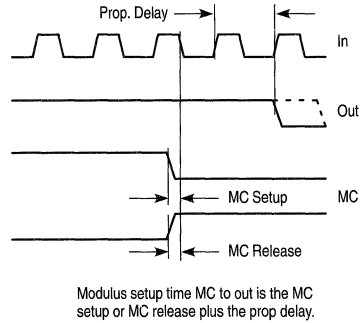 Prop. Delay
In
Out
MC Setup
MC
MC Release
Modulus setup time MC to out is the MC
setup or MC release plus the prop delay.